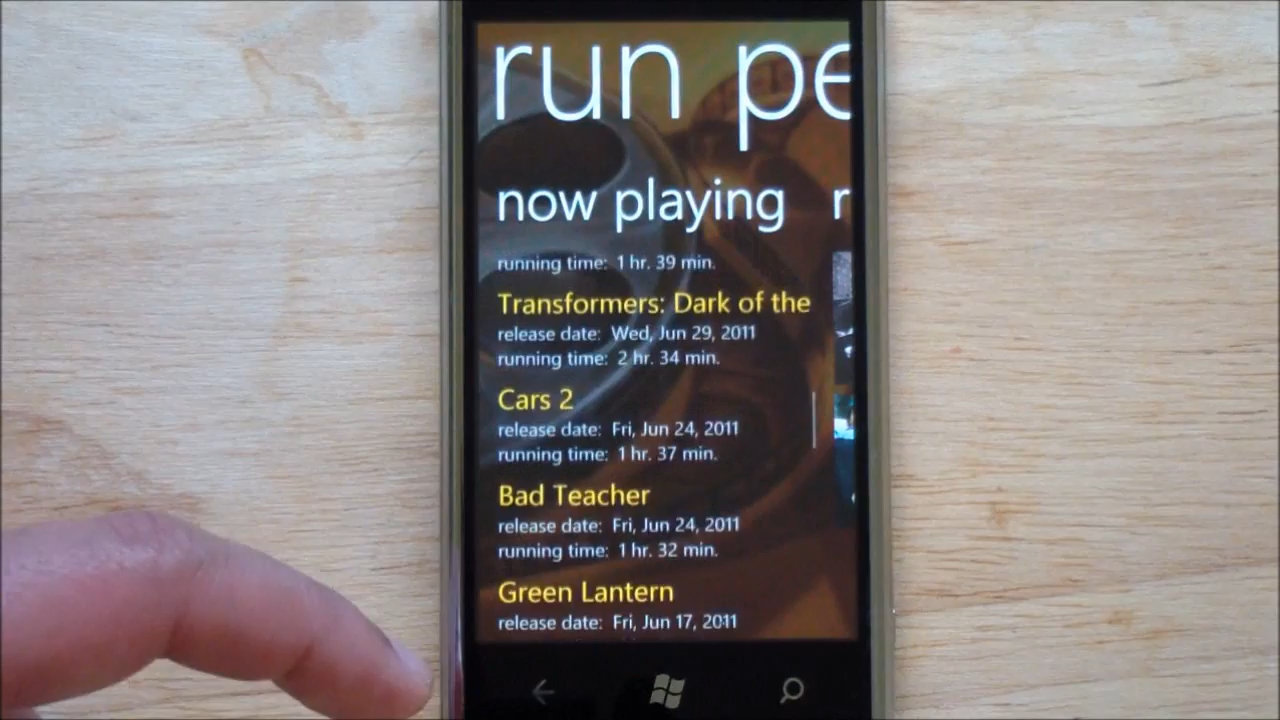 run pe
now playing r
running time: 1 hr. 39 min.
Transformers: Dark of the
release date: Wed, Jun 29, 2011
running time: 2 hr. 34 min.
Cars 2
release date: Fri, Jun 24, 2011
running time: 1 hr. 37 min.
Bad Teacher
release date: Fri, Jun 24, 2011
running time: 1 hr. 32 min.
Green Lantern
release date: Fri, Jun 17, 2011